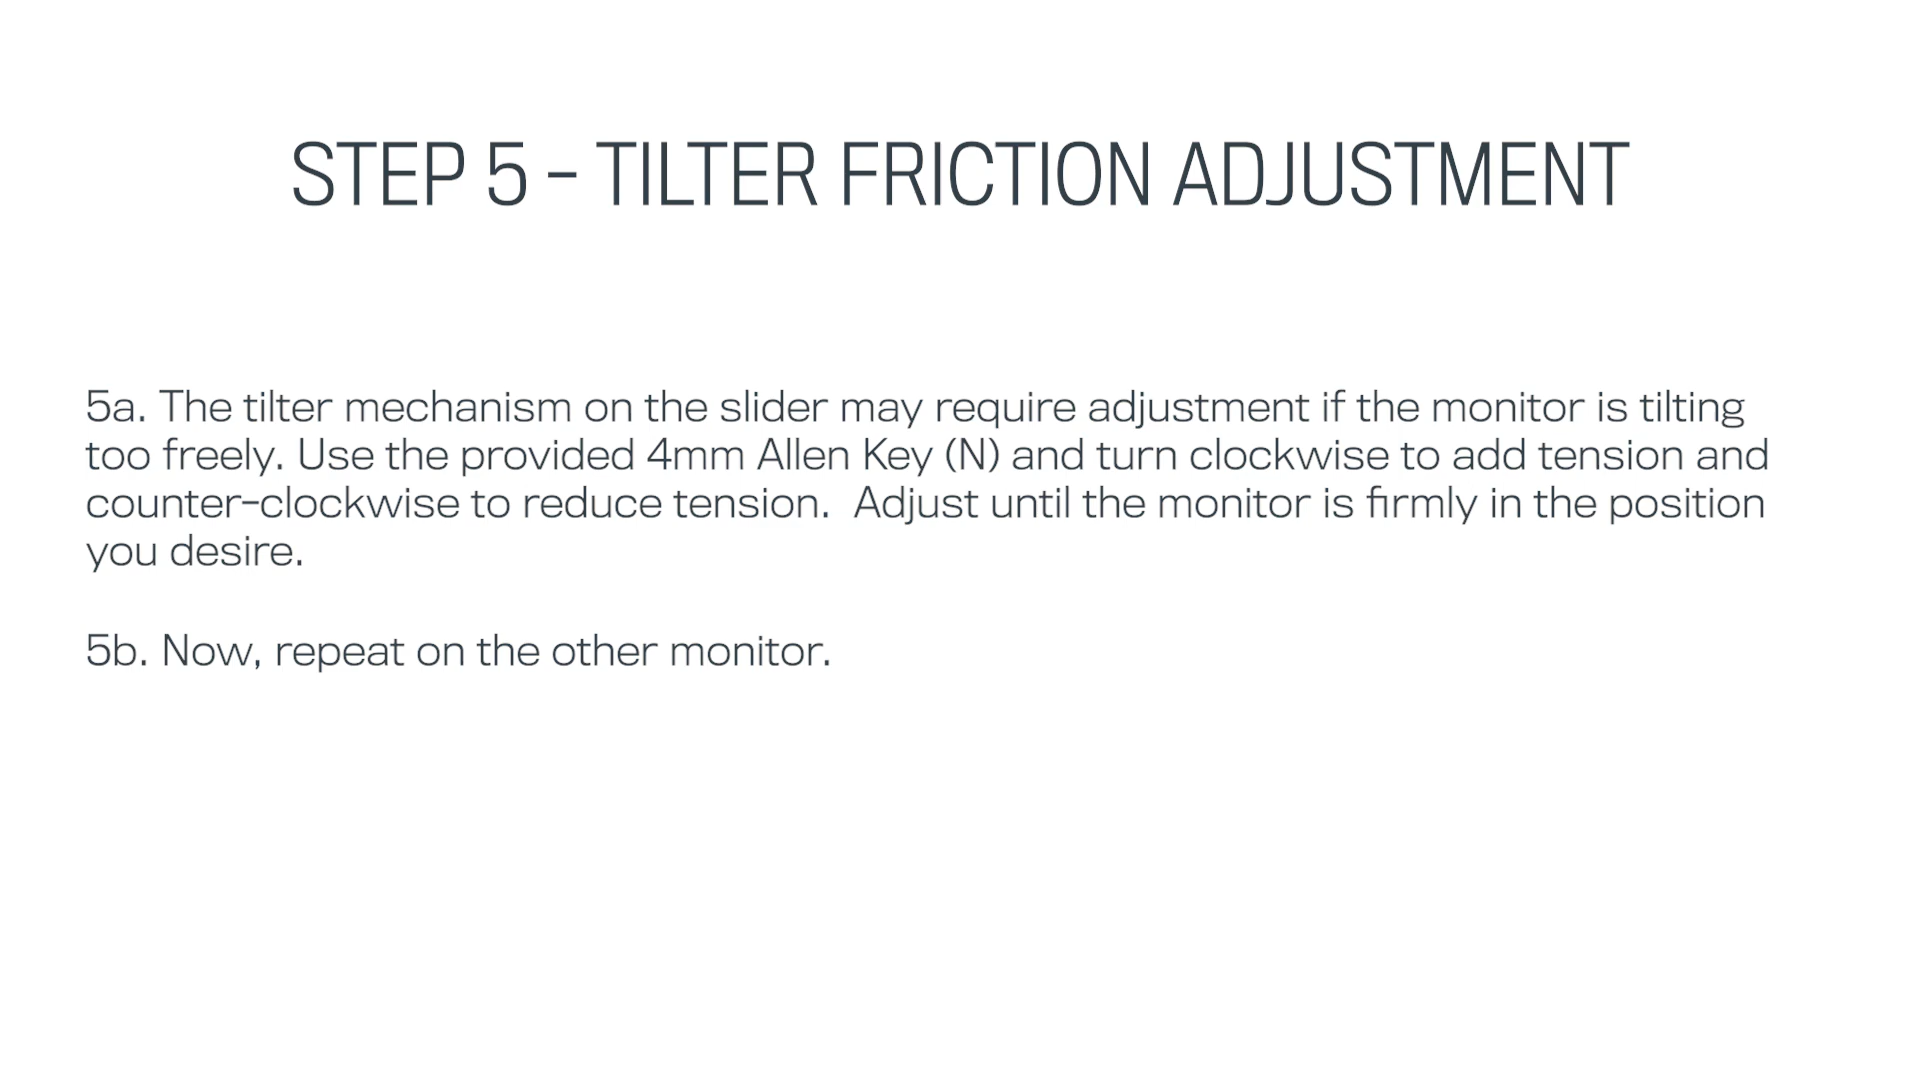 STEP 5 – TILTER FRICTION ADJUSTMENT
5a. The tilter mechanism on the slider may require adjustment if the monitor is tilting
too freely. Use the provided 4mm Allen Key (N) and turn clockwise to add tension and
counter-clockwise to reduce tension.  Adjust until the monitor is firmly in the position
you desire.
5b. Now, repeat on the other monitor.